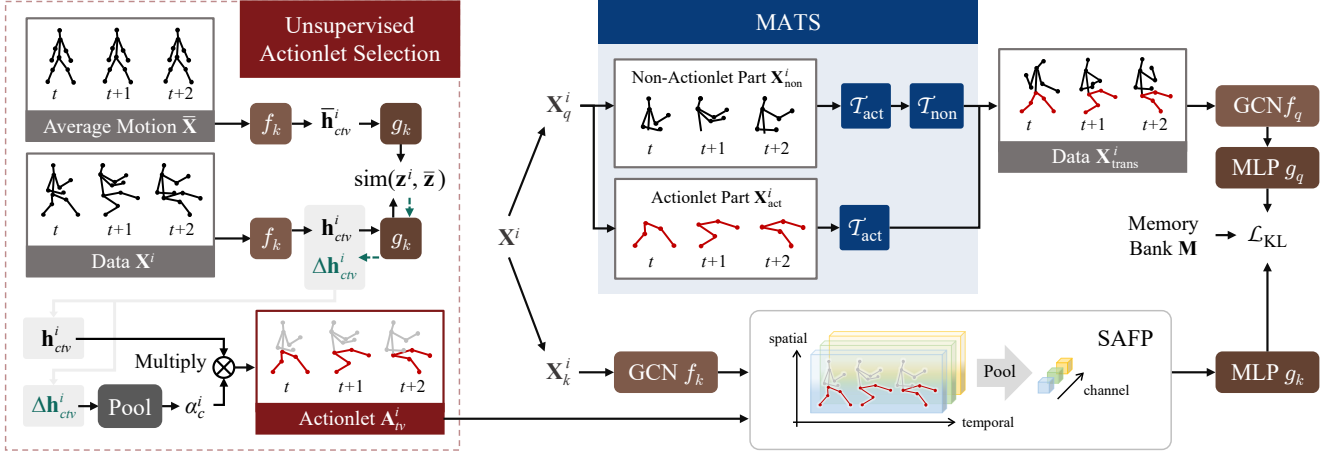 Unsupervised
Actionlet Selection
t t+1 t+2
Average Motion X̄
f_k
h̄^i_ctv
g_k
sim(z^i, z̄)
t t+1 t+2
Data X^i
f_k
h^i_ctv
g_k
Δh^i_ctv
h^i_ctv
Multiply
Δh^i_ctv
Pool
α^i_c
t t+1 t+2
Actionlet A^i_tv
X^i
X^i_q
X^i_k
MATS
Non-Actionlet Part X^i_non
t t+1 t+2
𝒯_act
𝒯_non
Actionlet Part X^i_act
t t+1 t+2
𝒯_act
t t+1 t+2
Data X^i_trans
GCN f_q
MLP g_q
Memory
Bank M
ℒ_KL
GCN f_k
SAFP
spatial
temporal
Pool
channel
MLP g_k